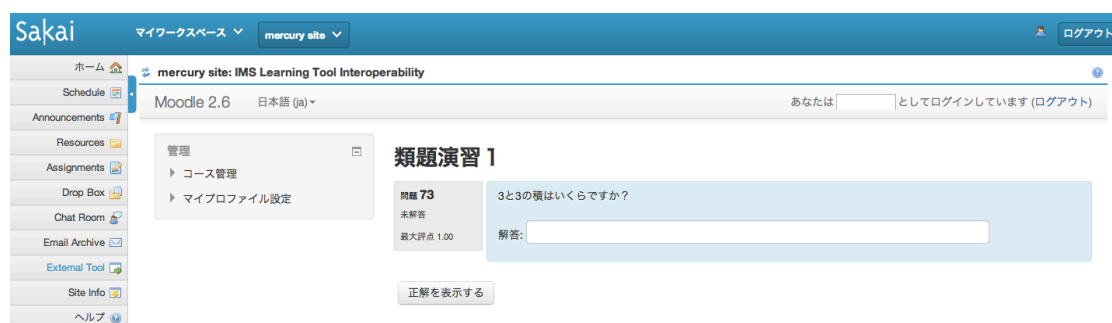 Sakai
マイワークスペース
mercury site
ログアウト
ホーム
Schedule
Announcements
Resources
Assignments
Drop Box
Chat Room
Email Archive
External Tool
Site Info
ヘルプ
mercury site: IMS Learning Tool Interoperability
Moodle 2.6 日本語 (ja)
あなたは としてログインしています (ログアウト)
管理
コース管理
マイプロファイル設定
類題演習 1
問題 73
未解答
最大評点 1.00
3と3の積はいくらですか?
解答:
正解を表示する